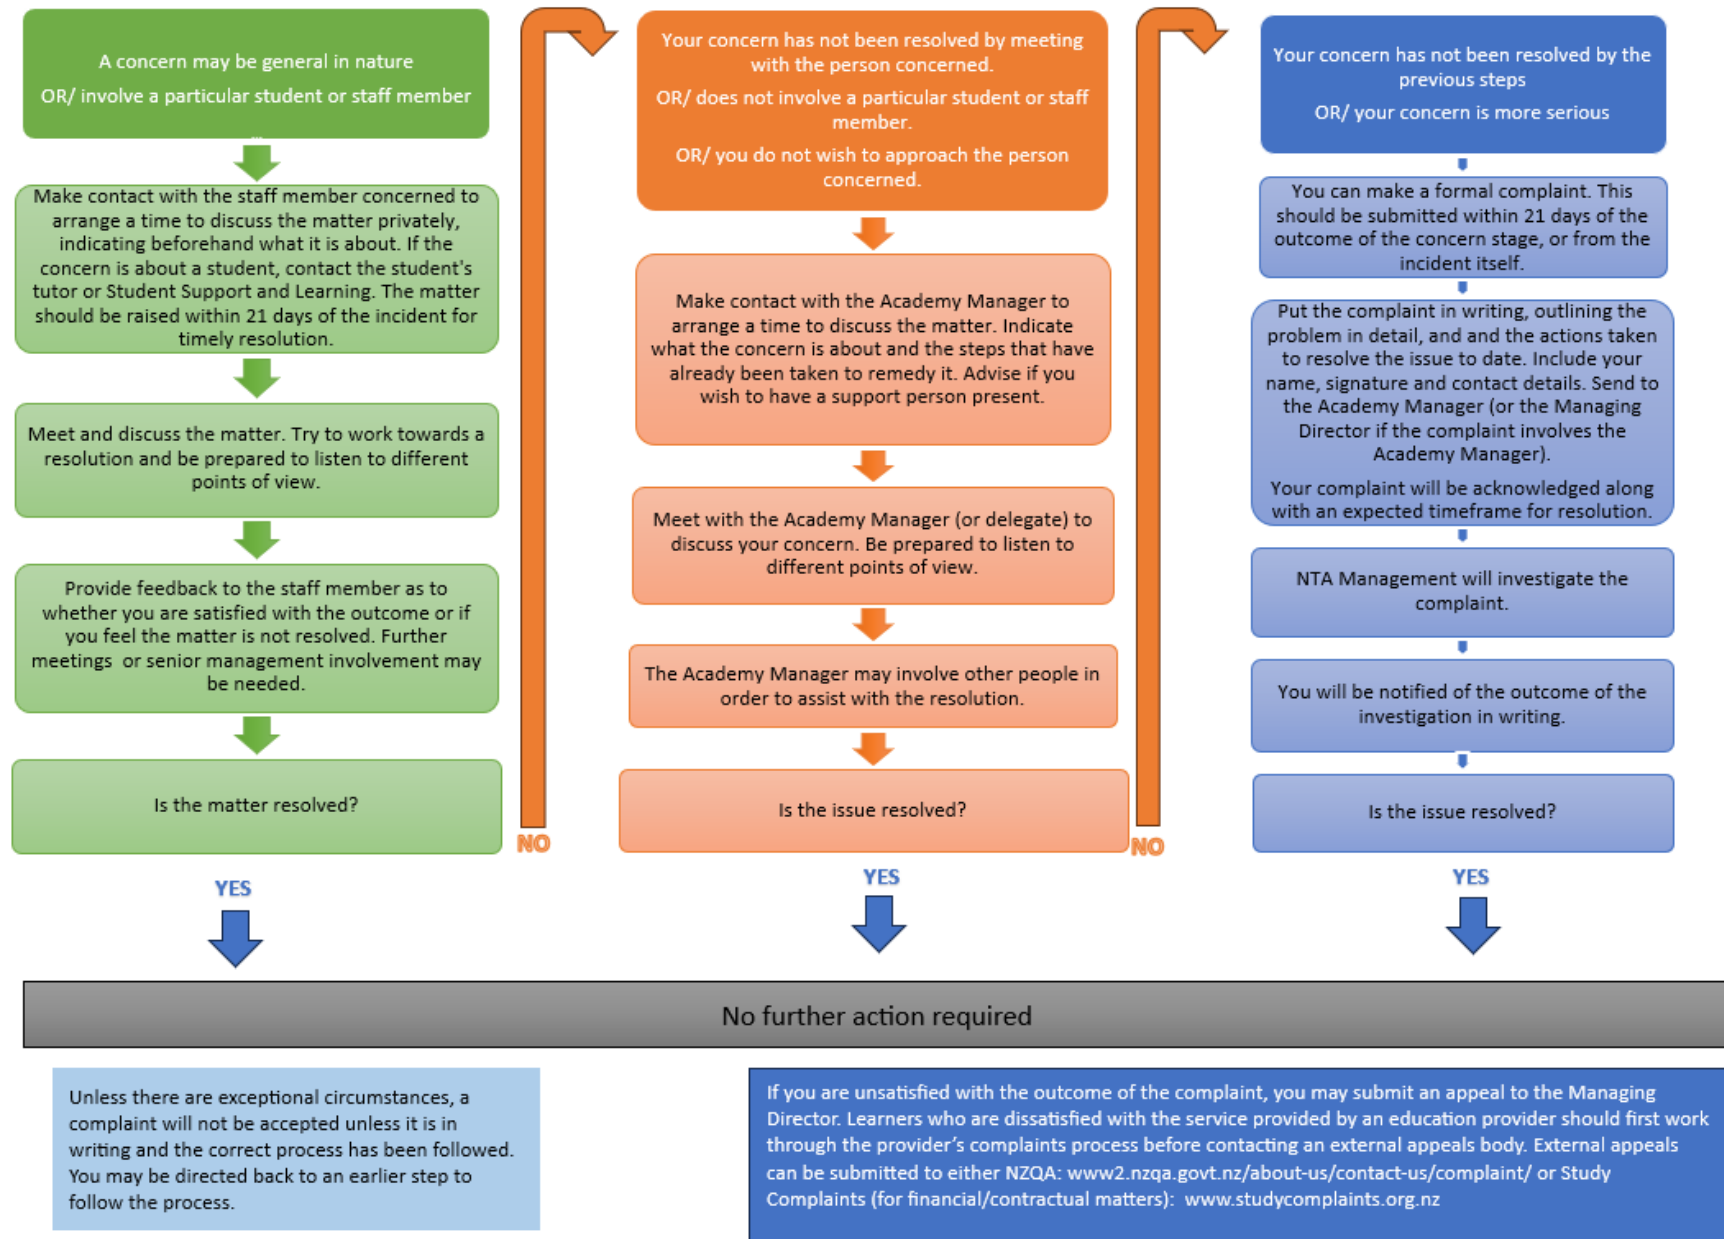 A concern may be general in nature
OR/ involve a particular student or staff member
Make contact with the staff member concerned to
arrange a time to discuss the matter privately,
indicating beforehand what it is about. If the
concern is about a student, contact the student's
tutor or Student Support and Learning. The matter
should be raised within 21 days of the incident for
timely resolution.
Meet and discuss the matter. Try to work towards a
resolution and be prepared to listen to different
points of view.
Provide feedback to the staff member as to
whether you are satisfied with the outcome or if
you feel the matter is not resolved. Further
meetings or senior management involvement may
be needed.
Is the matter resolved?
NO
YES
Your concern has not been resolved by meeting
with the person concerned.
OR/ does not involve a particular student or staff
member.
OR/ you do not wish to approach the person
concerned.
Make contact with the Academy Manager to
arrange a time to discuss the matter. Indicate
what the concern is about and the steps that have
already been taken to remedy it. Advise if you
wish to have a support person present.
Meet with the Academy Manager (or delegate) to
discuss your concern. Be prepared to listen to
different points of view.
The Academy Manager may involve other people in
order to assist with the resolution.
Is the issue resolved?
NO
YES
Your concern has not been resolved by the
previous steps
OR/ your concern is more serious
You can make a formal complaint. This
should be submitted within 21 days of the
outcome of the concern stage, or from the
incident itself.
Put the complaint in writing, outlining the
problem in detail, and and the actions taken
to resolve the issue to date. Include your
name, signature and contact details. Send to
the Academy Manager (or the Managing
Director if the complaint involves the
Academy Manager).
Your complaint will be acknowledged along
with an expected timeframe for resolution.
NTA Management will investigate the
complaint.
You will be notified of the outcome of the
investigation in writing.
Is the issue resolved?
YES
No further action required
Unless there are exceptional circumstances, a
complaint will not be accepted unless it is in
writing and the correct process has been followed.
You may be directed back to an earlier step to
follow the process.
If you are unsatisfied with the outcome of the complaint, you may submit an appeal to the Managing
Director. Learners who are dissatisfied with the service provided by an education provider should first work
through the provider’s complaints process before contacting an external appeals body. External appeals
can be submitted to either NZQA: www2.nzqa.govt.nz/about-us/contact-us/complaint/ or Study
Complaints (for financial/contractual matters): www.studycomplaints.org.nz